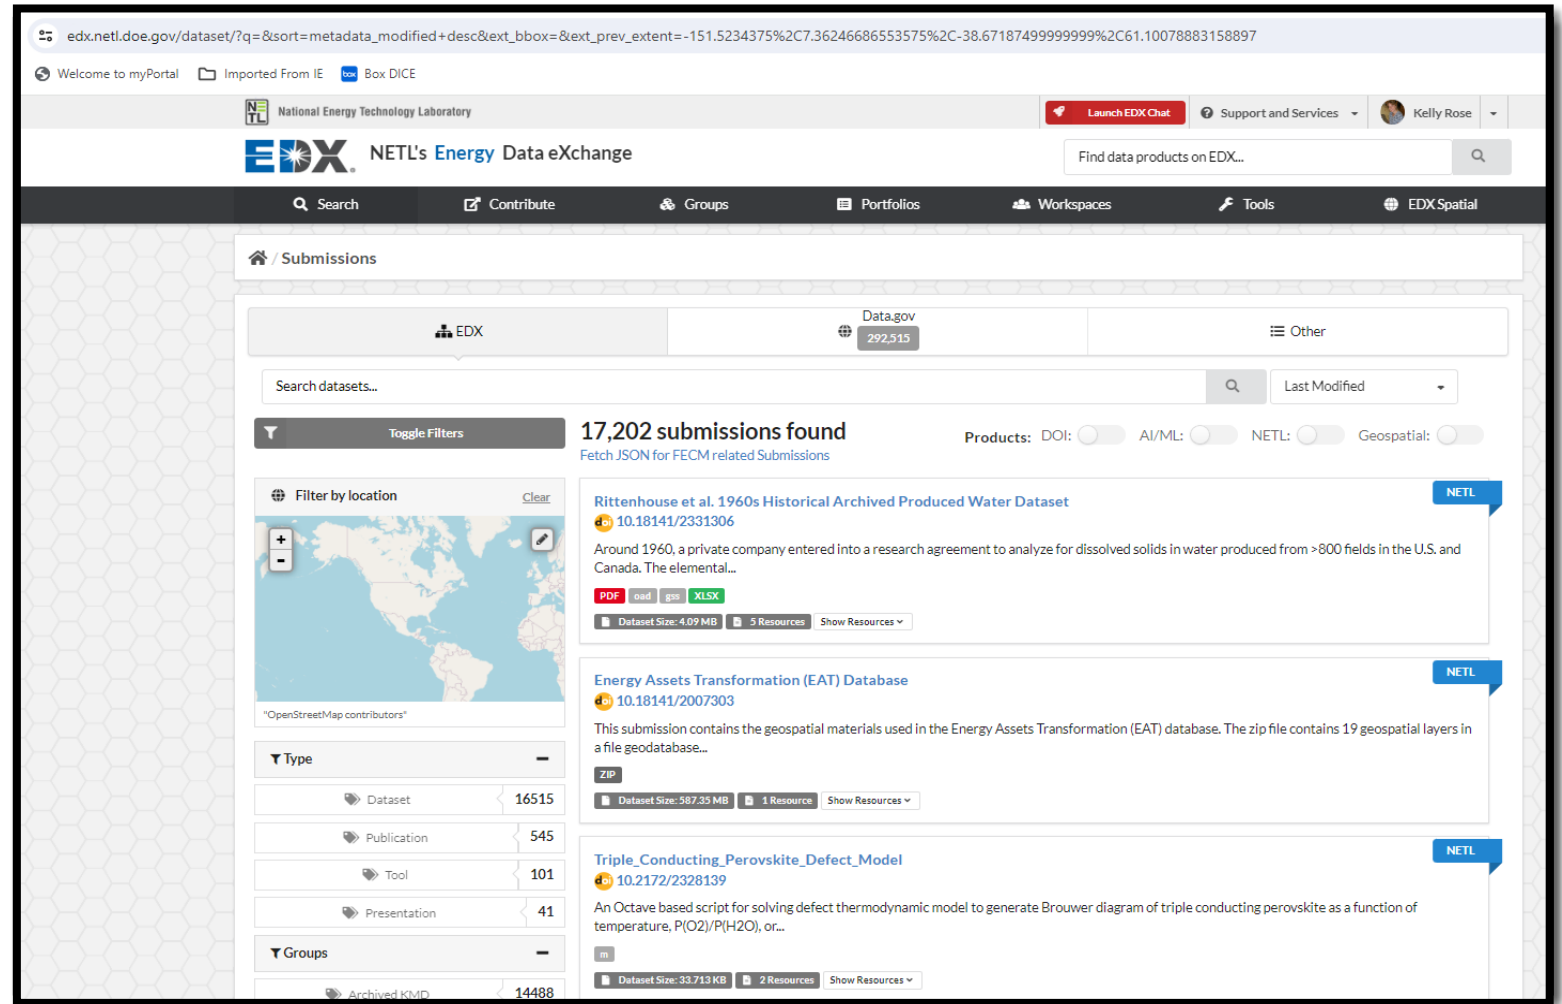 edx.netl.doe.gov/dataset/?q=&sort=metadata_modified+desc&ext_bbox=&ext_prev_extent=-151.5234375%2C7.36246686553575%2C-38.67187499999999%2C61.10078883158897
Welcome to myPortal Imported From IE box Box DICE
NETL National Energy Technology Laboratory Launch EDX Chat Support and Services Kelly Rose
EDX. NETL's Energy Data eXchange Find data products on EDX...
Search Contribute Groups Portfolios Workspaces Tools EDX Spatial
/ Submissions
EDX Data.gov 292,515 Other
Search datasets... Last Modified
Toggle Filters
17,202 submissions found Products: DOI: AI/ML: NETL: Geospatial:
Fetch JSON for FECM related Submissions
Filter by location Clear
+
-
"OpenStreetMap contributors"
Type
Dataset 16515
Publication 545
Tool 101
Presentation 41
Groups
Archived KMD 14488
Rittenhouse et al. 1960s Historical Archived Produced Water Dataset NETL
doi 10.18141/2331306
Around 1960, a private company entered into a research agreement to analyze for dissolved solids in water produced from >800 fields in the U.S. and
Canada. The elemental...
PDF oad gss XLSX
Dataset Size: 4.09 MB 5 Resources Show Resources
Energy Assets Transformation (EAT) Database NETL
doi 10.18141/2007303
This submission contains the geospatial materials used in the Energy Assets Transformation (EAT) database. The zip file contains 19 geospatial layers in
a file geodatabase...
ZIP
Dataset Size: 587.35 MB 1 Resource Show Resources
Triple_Conducting_Perovskite_Defect_Model NETL
doi 10.2172/2328139
An Octave based script for solving defect thermodynamic model to generate Brouwer diagram of triple conducting perovskite as a function of
temperature, P(O2)/P(H2O), or...
m
Dataset Size: 33.713 KB 2 Resources Show Resources